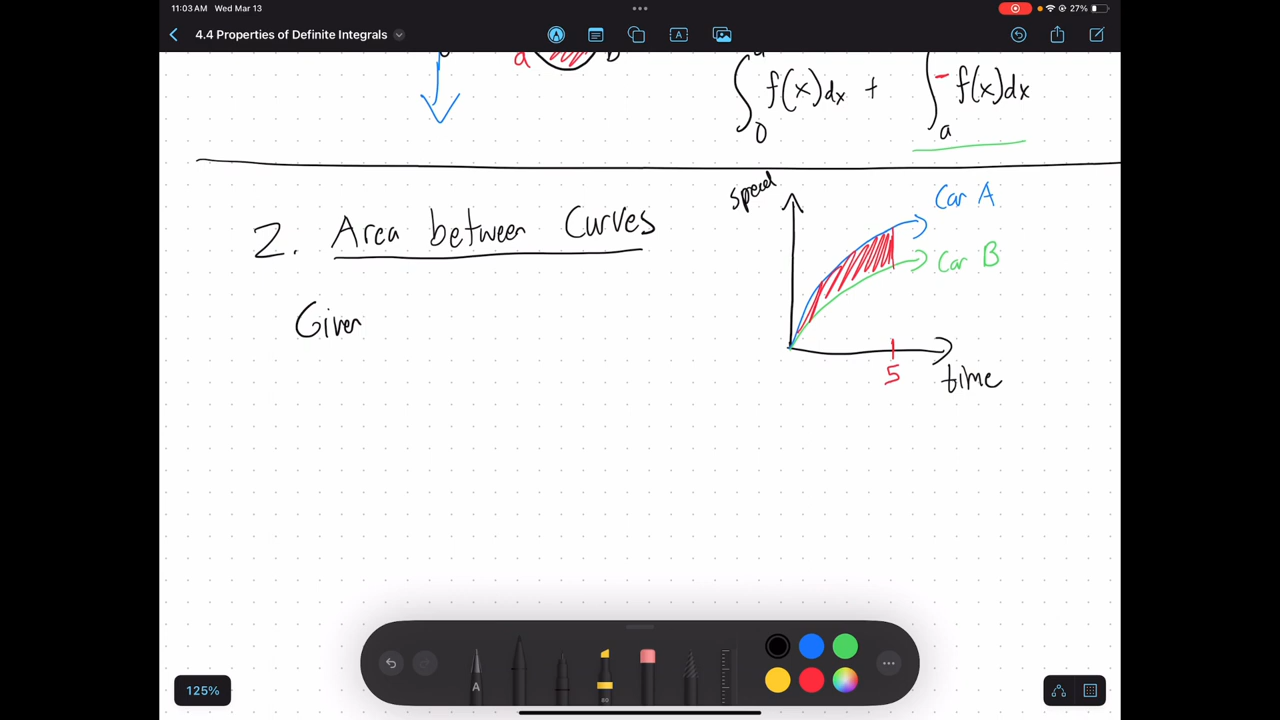 11:03 AM Wed Mar 13
27%
4.4 Properties of Definite Integrals
a b
∫ f(x)dx + ∫ - f(x)dx
0 a
speed
Car A
2. Area between Curves
Car B
Given
5
time
A
80
125%